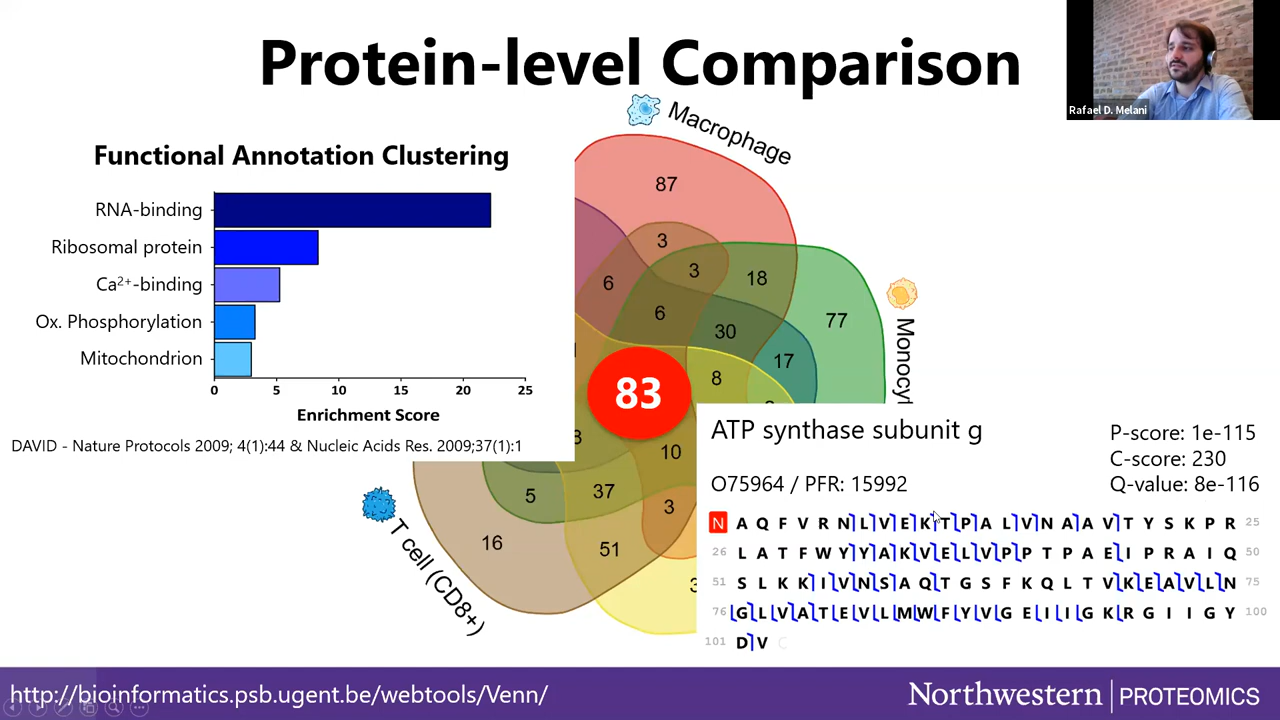 Protein-level Comparison
Rafael D. Melani
Macrophage
Functional Annotation Clustering
RNA-binding
Ribosomal protein
Ca²⁺-binding
Ox. Phosphorylation
Mitochondrion
0 5 10 15 20 25
Enrichment Score
DAVID - Nature Protocols 2009; 4(1):44 & Nucleic Acids Res. 2009;37(1):1
87
3
3
18
6
77
6
30
17
8
83
10
37
5
3
16
51
Monocy
T cell (CD8+)
ATP synthase subunit g
O75964 / PFR: 15992
P-score: 1e-115
C-score: 230
Q-value: 8e-116
N A Q F V R N L V E K T P A L V N A A V T Y S K P R 25
26 L A T F W Y Y A K V E L V P P T P A E I P R A I Q 50
51 S L K K I V N S A Q T G S F K Q L T V K E A V L N 75
76 G L V A T E V L M W F Y V G E I I G K R G I I G Y 100
101 D V C
http://bioinformatics.psb.ugent.be/webtools/Venn/
Northwestern | PROTEOMICS